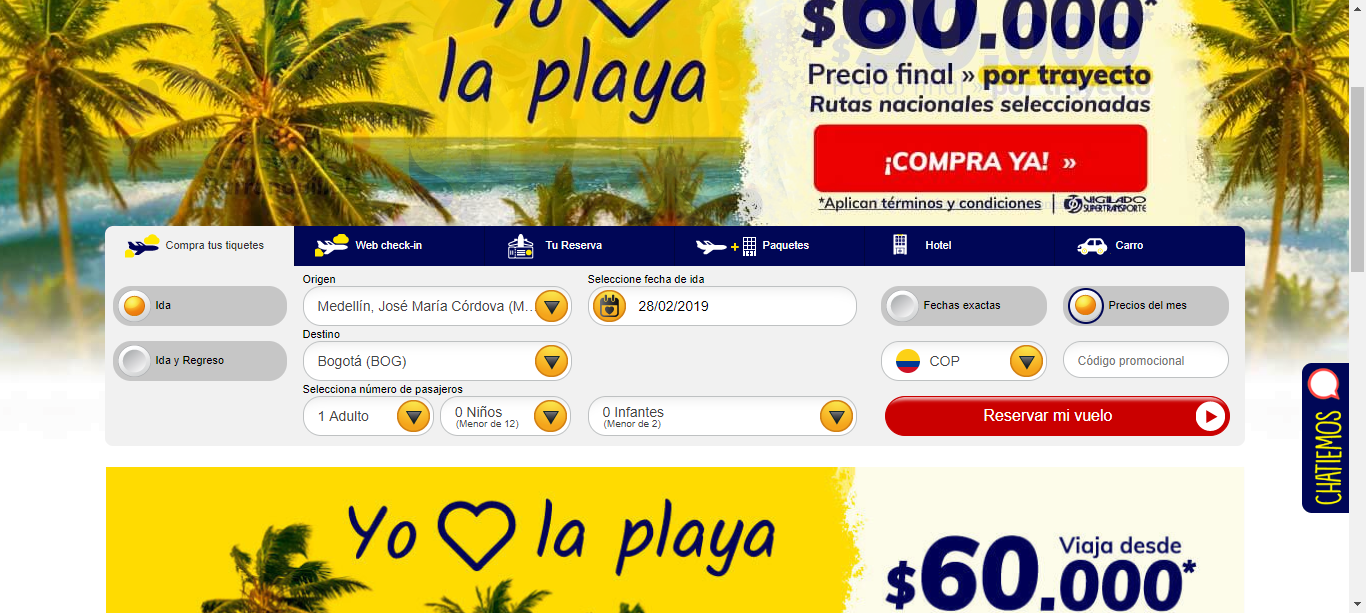 Yo
la playa
$60.000*
Precio final » por trayecto
Rutas nacionales seleccionadas
¡COMPRA YA! »
*Aplican términos y condiciones | VIGILADO
SUPERTRANSPORTE
Compra tus tiquetes
Web check-in
Tu Reserva
Paquetes
Hotel
Carro
Origen
Seleccione fecha de ida
Ida
Medellín, José María Córdova (M...
28/02/2019
Fechas exactas
Precios del mes
Destino
Ida y Regreso
Bogotá (BOG)
COP
Código promocional
Selecciona número de pasajeros
1 Adulto
0 Niños
(Menor de 12)
0 Infantes
(Menor de 2)
Reservar mi vuelo
CHATIEMOS
Yo la playa
Viaja desde
$60.000*